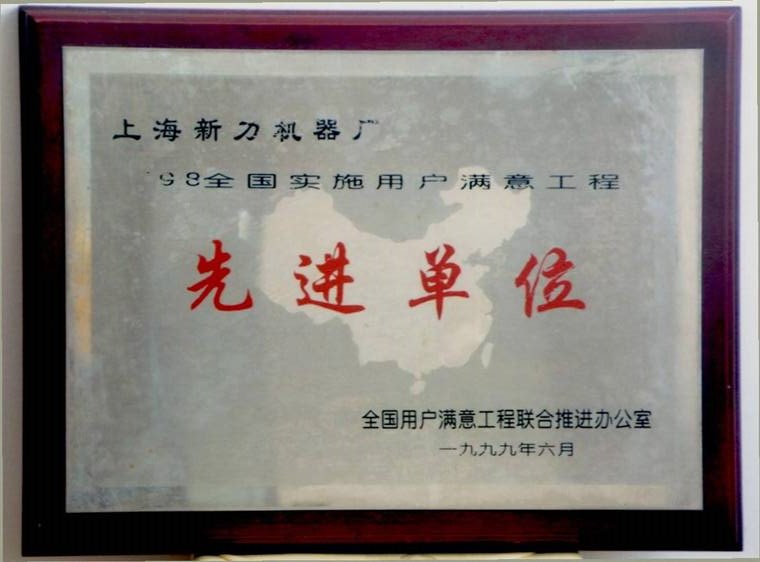 上海新力机器厂
'98全国实施用户满意工程
先进单位
全国用户满意工程联合推进办公室
一九九九年六月